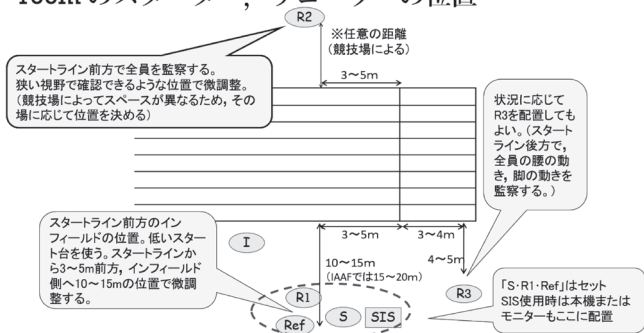 100mのスターター，リコーラーの位置
R2
※任意の距離
(競技場による)
スタートライン前方で全員を監察する。
狭い視野で確認できるような位置で微調整。
(競技場によってスペースが異なるため，その
場に応じて位置を決める)
3～5m
状況に応じて
R3を配置しても
よい。(スタート
ライン後方で，
全員の腰の動
き，脚の動きを
監察する。)
スタートライン前方のイン
フィールドの位置。低いスター
ト台を使う。スタートラインか
ら3～5m前方，インフィールド
側へ10～15mの位置で微調
整する。
I
3～5m
3～4m
10～15m
(IAAFでは15～20m)
4～5m
R1
Ref
S
SIS
R3
「S・R1・Ref」はセット
SIS使用時は本機または
モニターもここに配置